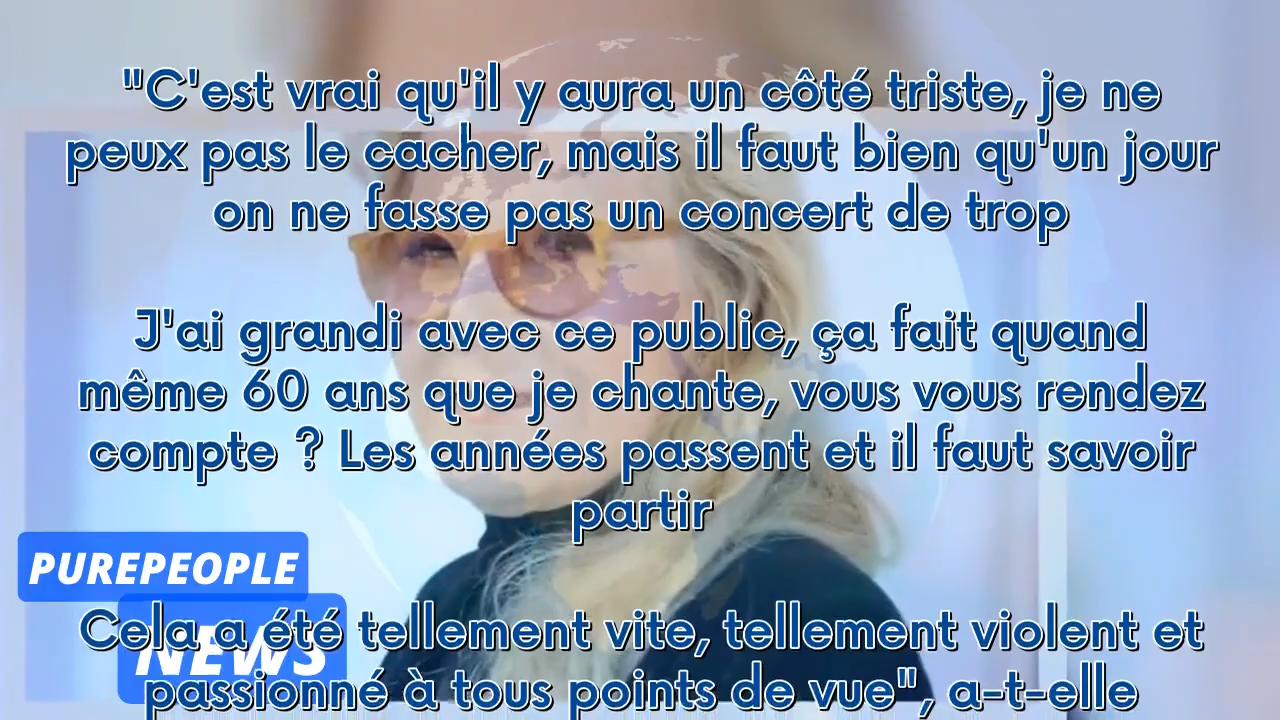 "C'est vrai qu'il y aura un côté triste, je ne
peux pas le cacher, mais il faut bien qu'un jour
on ne fasse pas un concert de trop
J'ai grandi avec ce public, ça fait quand
même 60 ans que je chante, vous vous rendez
compte ? Les années passent et il faut savoir
partir
PUREPEOPLE
NEWS
Cela a été tellement vite, tellement violent et
passionné à tous points de vue", a-t-elle